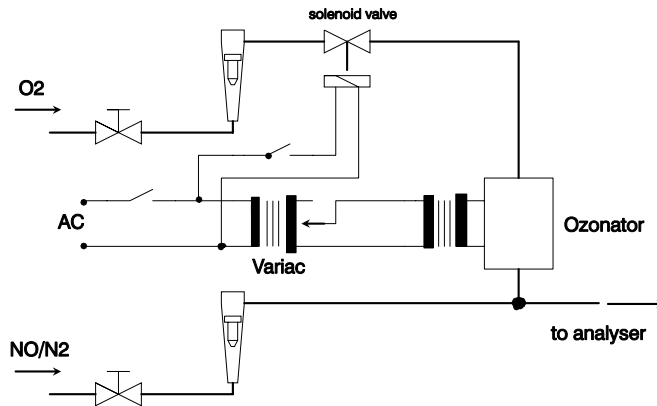 solenoid valve
O2
AC
Ozonator
Variac
to analyser
NO/N2